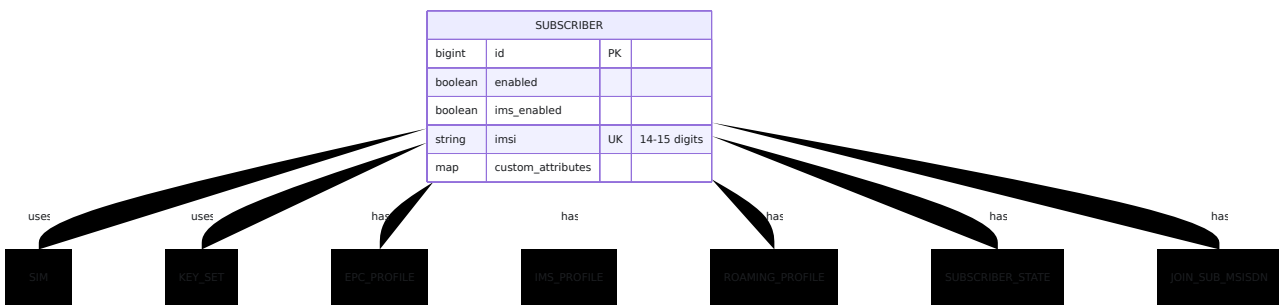 SUBSCRIBER
bigint id PK
boolean enabled
boolean ims_enabled
string imsi UK 14-15 digits
map custom_attributes
uses uses has has has has has
SIM KEY_SET EPC_PROFILE IMS_PROFILE ROAMING_PROFILE SUBSCRIBER_STATE JOIN_SUB_MSISDN